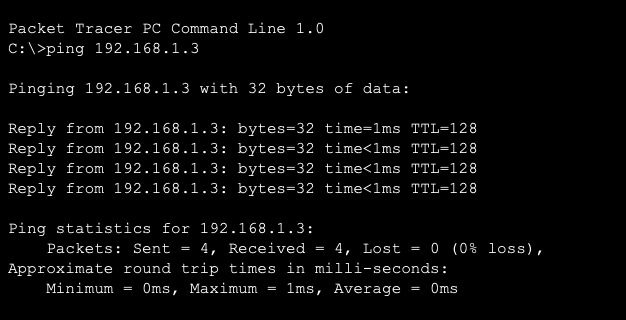 Packet Tracer PC Command Line 1.0
C:\>ping 192.168.1.3
Pinging 192.168.1.3 with 32 bytes of data:
Reply from 192.168.1.3: bytes=32 time=1ms TTL=128
Reply from 192.168.1.3: bytes=32 time<1ms TTL=128
Reply from 192.168.1.3: bytes=32 time<1ms TTL=128
Reply from 192.168.1.3: bytes=32 time<1ms TTL=128
Ping statistics for 192.168.1.3:
Packets: Sent = 4, Received = 4, Lost = 0 (0% loss),
Approximate round trip times in milli-seconds:
Minimum = 0ms, Maximum = 1ms, Average = 0ms